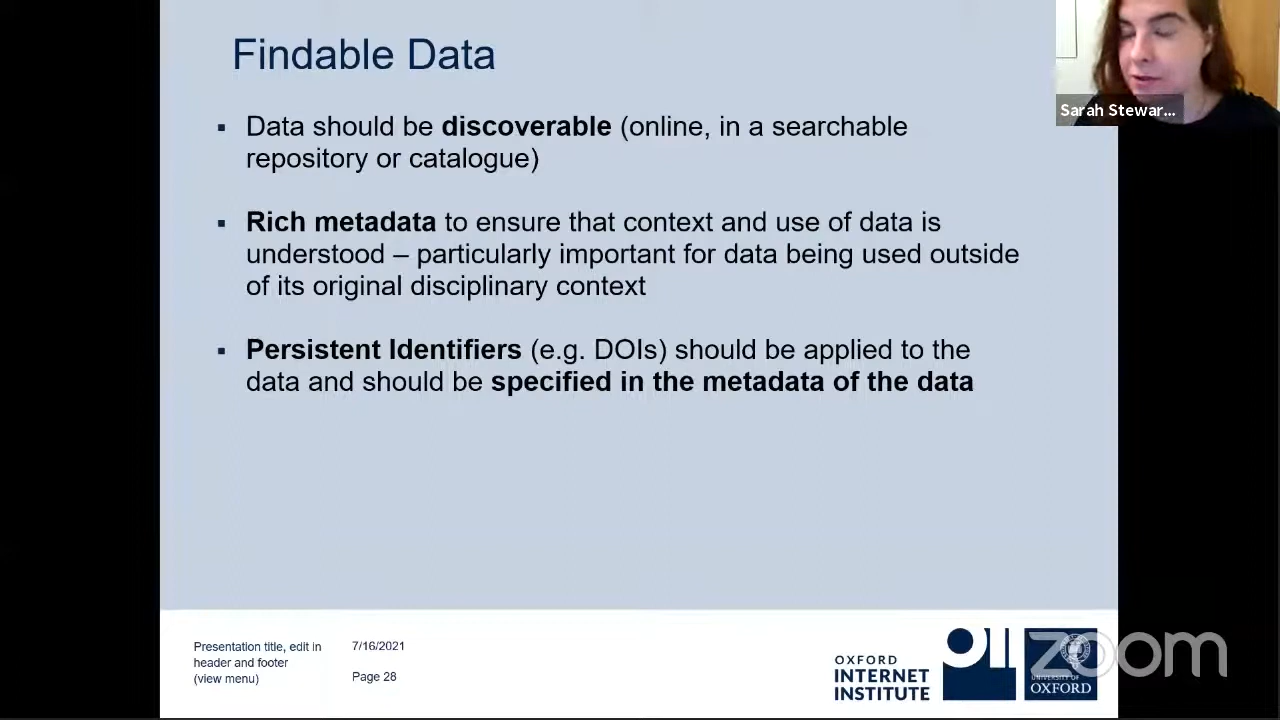 Findable Data
Sarah Stewar...
▪ Data should be discoverable (online, in a searchable
repository or catalogue)
▪ Rich metadata to ensure that context and use of data is
understood – particularly important for data being used outside
of its original disciplinary context
▪ Persistent Identifiers (e.g. DOIs) should be applied to the
data and should be specified in the metadata of the data
Presentation title, edit in
header and footer
(view menu)
7/16/2021
Page 28
OXFORD
INTERNET
INSTITUTE
OII
UNIVERSITY OF
OXFORD
zoom